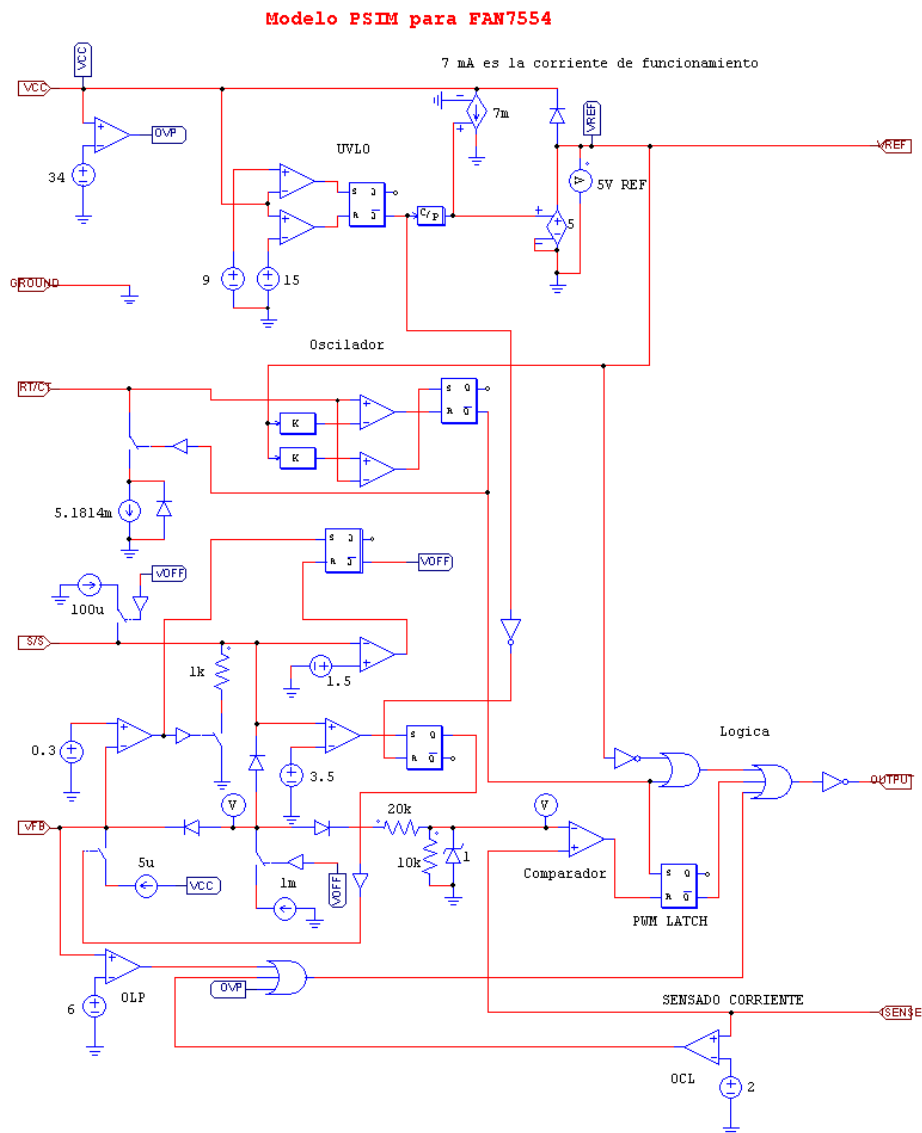 Modelo PSIM para FAN7554
VCC
7 mA es la corriente de funcionamiento
VCC
7m
OVP
VREF
VREF
UVLO
34
5V REF
V
S Q
R Q
C/p
5
9
15
GROUND
Oscilador
RT/CT
S Q
R Q
K
K
5.1814m
S Q
R Q
VOFF
VOFF
100u
S/S
1k
1.5
0.3
3.5
S Q
R Q
Logica
OUTPUT
V
20k
V
VFB
10k
1
5u
VCC
1m
VOFF
Comparador
S Q
R Q
PWM LATCH
OVP
OLP
6
SENSADO CORRIENTE
ISENSE
OCL
2